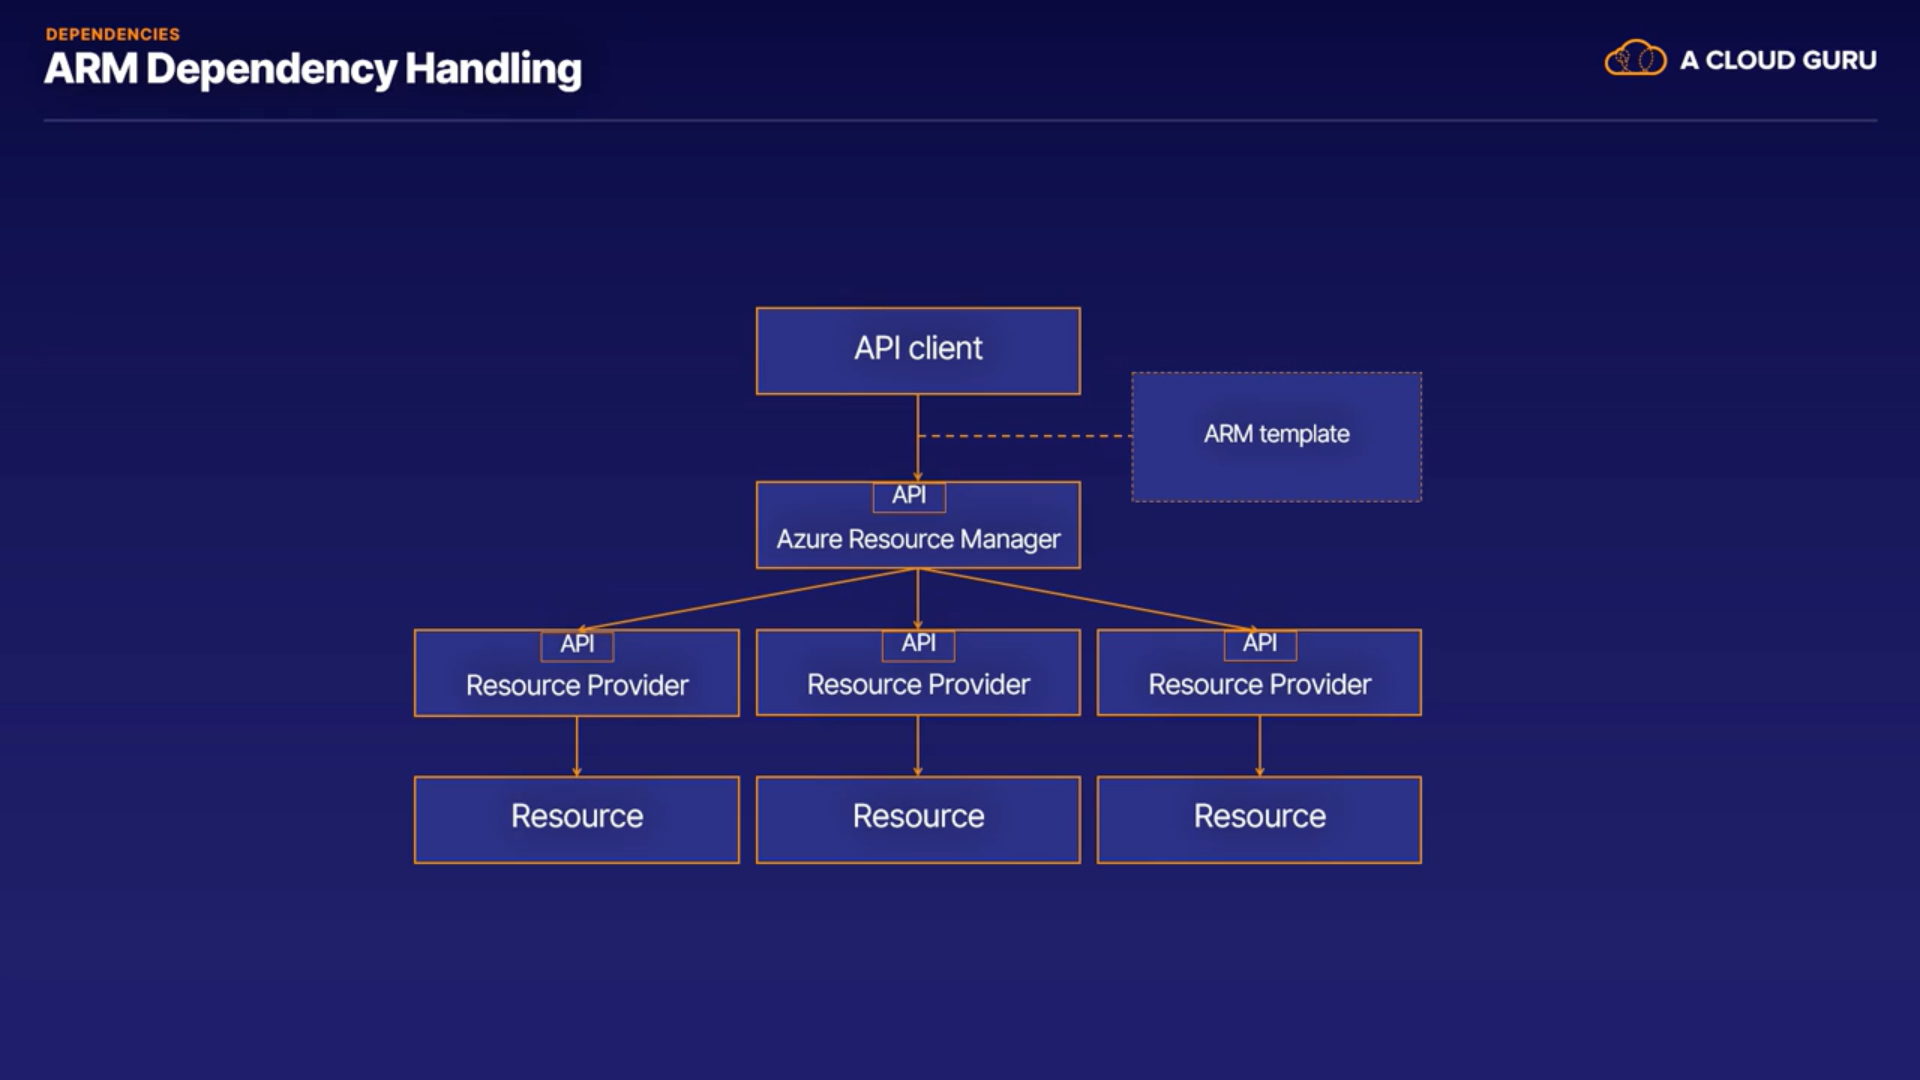 DEPENDENCIES
ARM Dependency Handling
A CLOUD GURU
API client
ARM template
API
Azure Resource Manager
API
Resource Provider
API
Resource Provider
API
Resource Provider
Resource
Resource
Resource